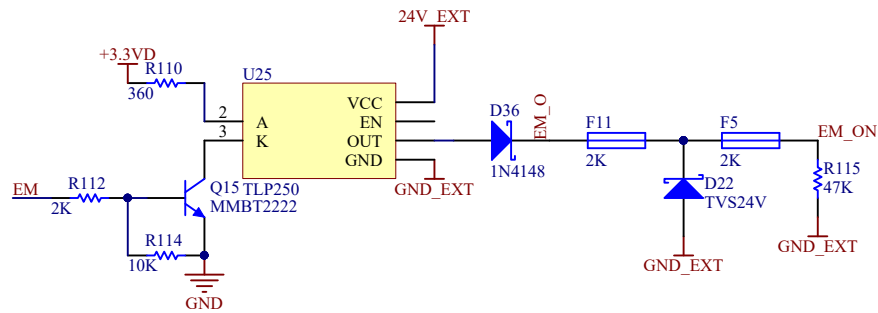 24V_EXT
+3.3VD
R110
360
U25
2
3
A
K
VCC
EN
OUT
GND
TLP250
GND_EXT
D36
1N4148
EM_O
F11
2K
F5
2K
EM_ON
R115
47K
GND_EXT
D22
TVS24V
GND_EXT
EM
R112
2K
Q15
MMBT2222
R114
10K
GND